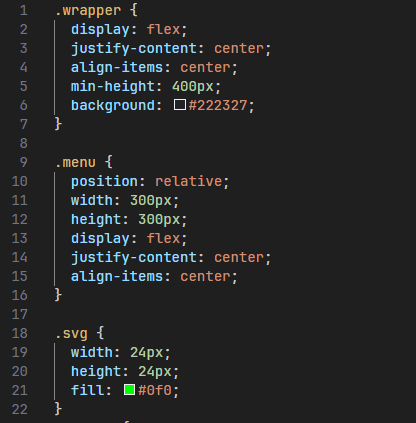 1 .wrapper {
2 display: flex;
3 justify-content: center;
4 align-items: center;
5 min-height: 400px;
6 background: #222327;
7 }
8
9 .menu {
10 position: relative;
11 width: 300px;
12 height: 300px;
13 display: flex;
14 justify-content: center;
15 align-items: center;
16 }
17
18 .svg {
19 width: 24px;
20 height: 24px;
21 fill: #0f0;
22 }